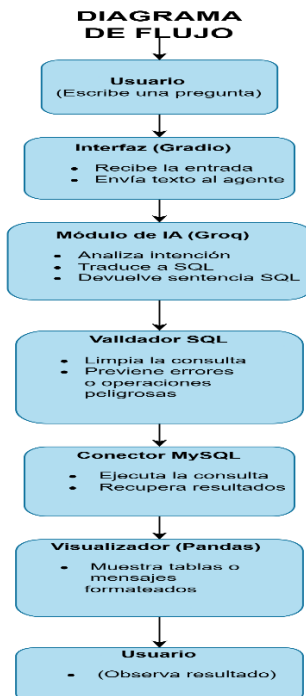 DIAGRAMA
DE FLUJO
Usuario
(Escribe una pregunta)
Interfaz (Gradio)
• Recibe la entrada
• Envía texto al agente
Módulo de IA (Groq)
• Analiza intención
• Traduce a SQL
• Devuelve sentencia SQL
Validador SQL
• Limpia la consulta
• Previene errores
o operaciones
peligrosas
Conector MySQL
• Ejecuta la consulta
• Recupera resultados
Visualizador (Pandas)
• Muestra tablas o
mensajes
formateados
Usuario
• (Observa resultado)